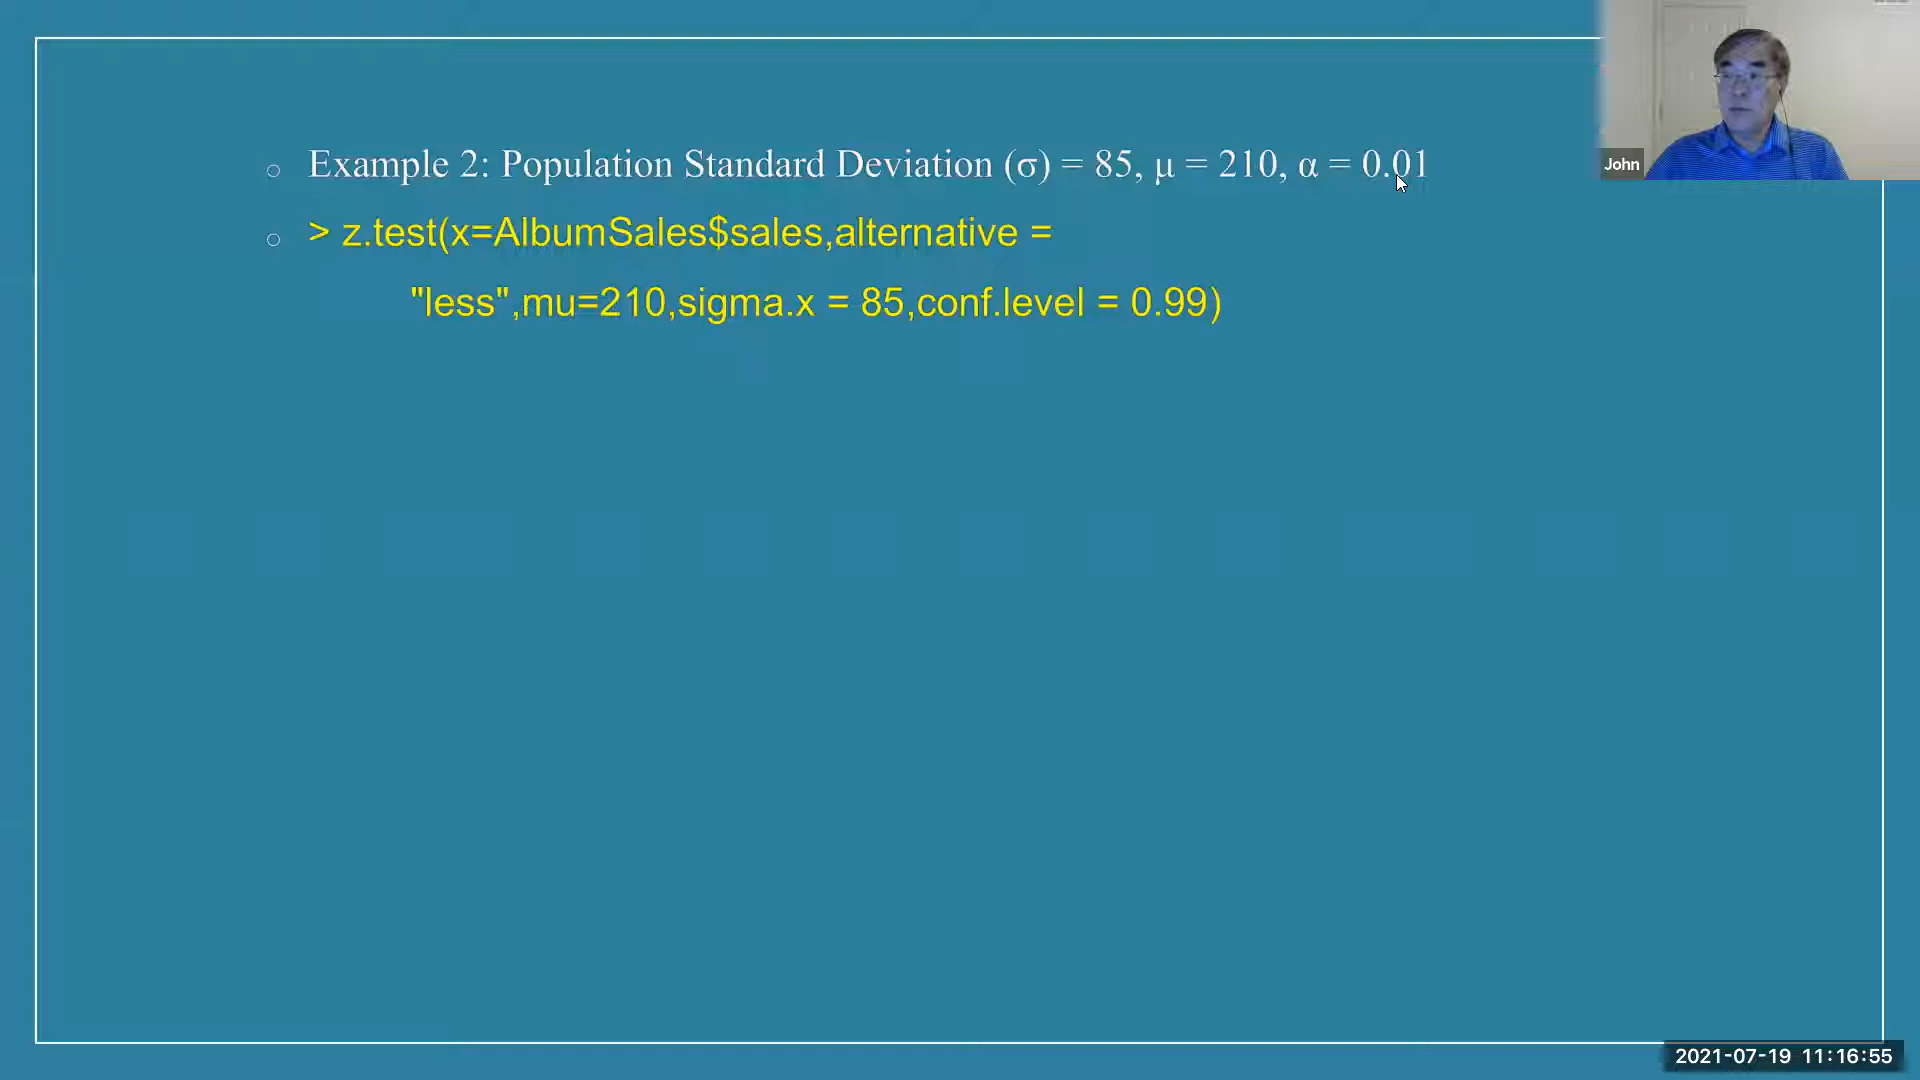 Example 2: Population Standard Deviation (σ) = 85, μ = 210, α = 0.01
> z.test(x=AlbumSales$sales,alternative =
"less",mu=210,sigma.x = 85,conf.level = 0.99)
John
2021-07-19 11:16:55